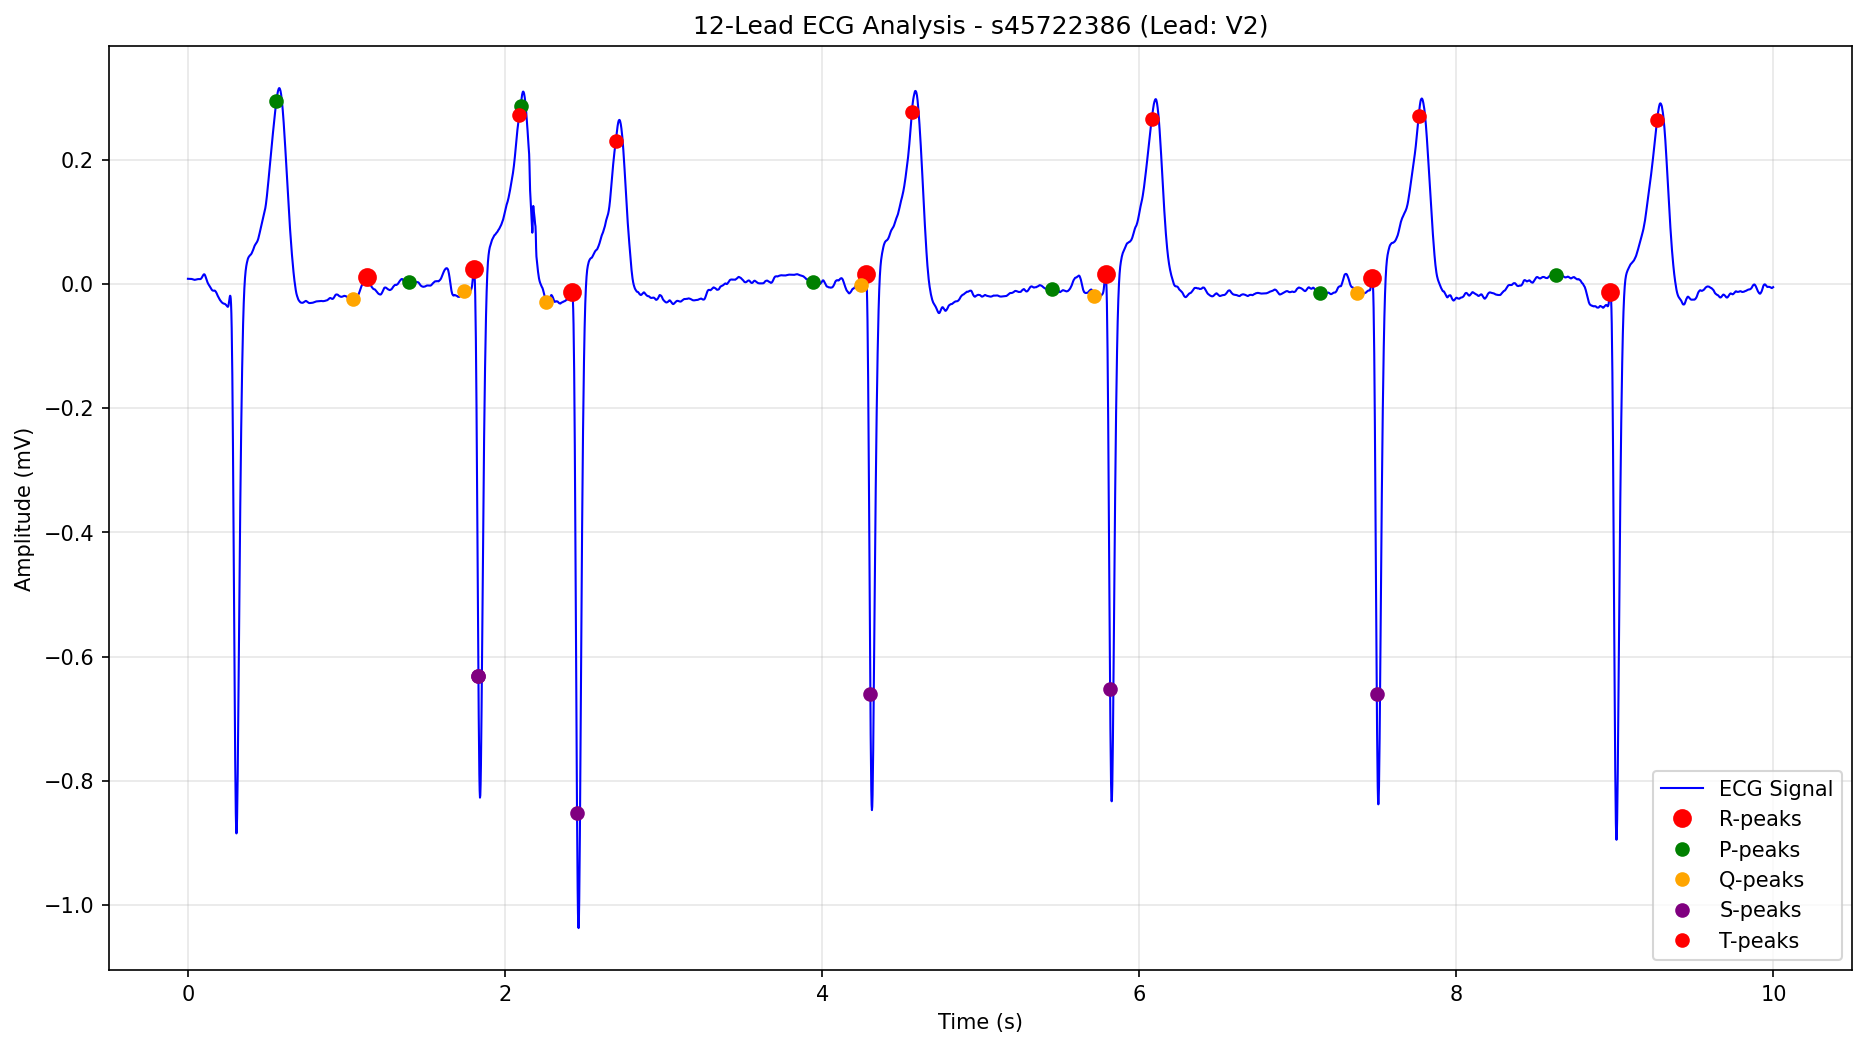 12-Lead ECG Analysis - s45722386 (Lead: V2)
Amplitude (mV)
0.2
0.0
−0.2
−0.4
−0.6
−0.8
−1.0
ECG Signal
R-peaks
P-peaks
Q-peaks
S-peaks
T-peaks
0 2 4 6 8 10
Time (s)